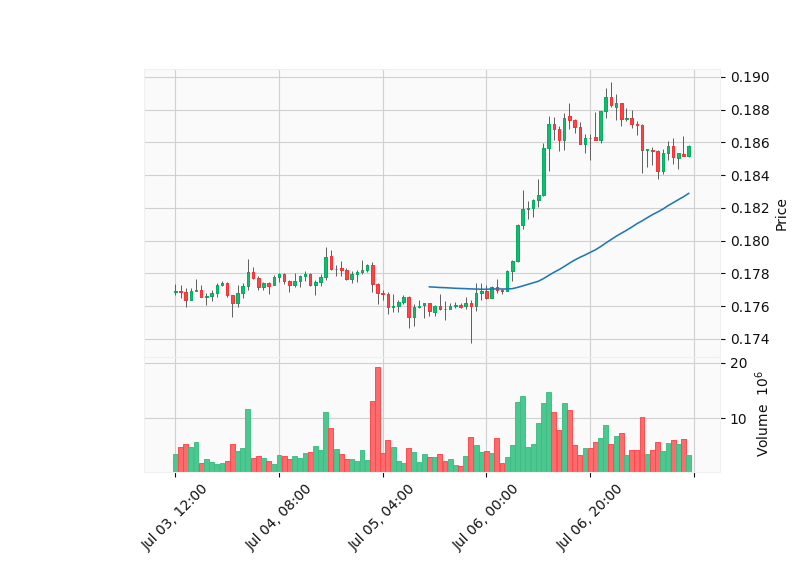 0.190
0.188
0.186
0.184
0.182
0.180
0.178
0.176
0.174
Price
20
10
Volume 10^6
Jul 03, 12:00
Jul 04, 08:00
Jul 05, 04:00
Jul 06, 00:00
Jul 06, 20:00